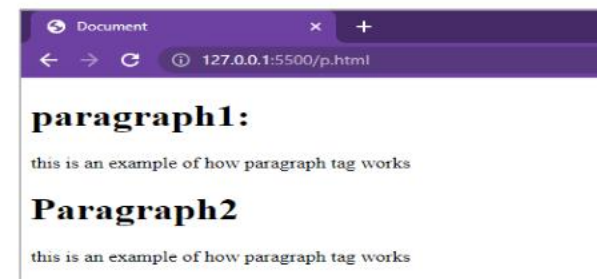 Document
127.0.0.1:5500/p.html
paragraph1:
this is an example of how paragraph tag works
Paragraph2
this is an example of how paragraph tag works